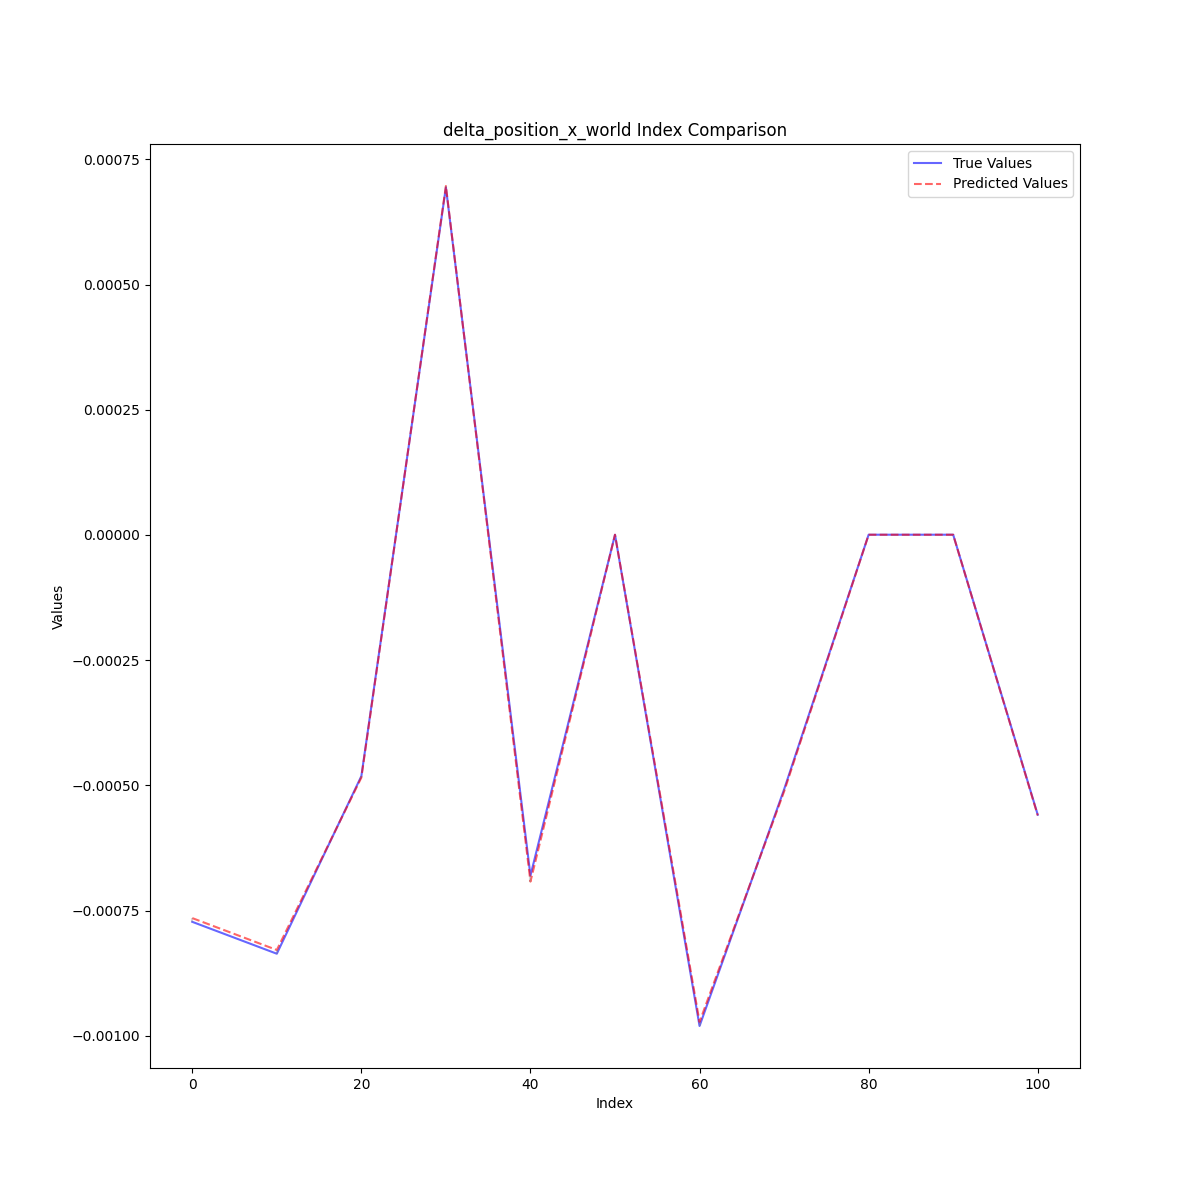 delta_position_x_world Index Comparison
True Values
Predicted Values
0.00075
0.00050
0.00025
0.00000
−0.00025
−0.00050
−0.00075
−0.00100
Values
0 20 40 60 80 100
Index